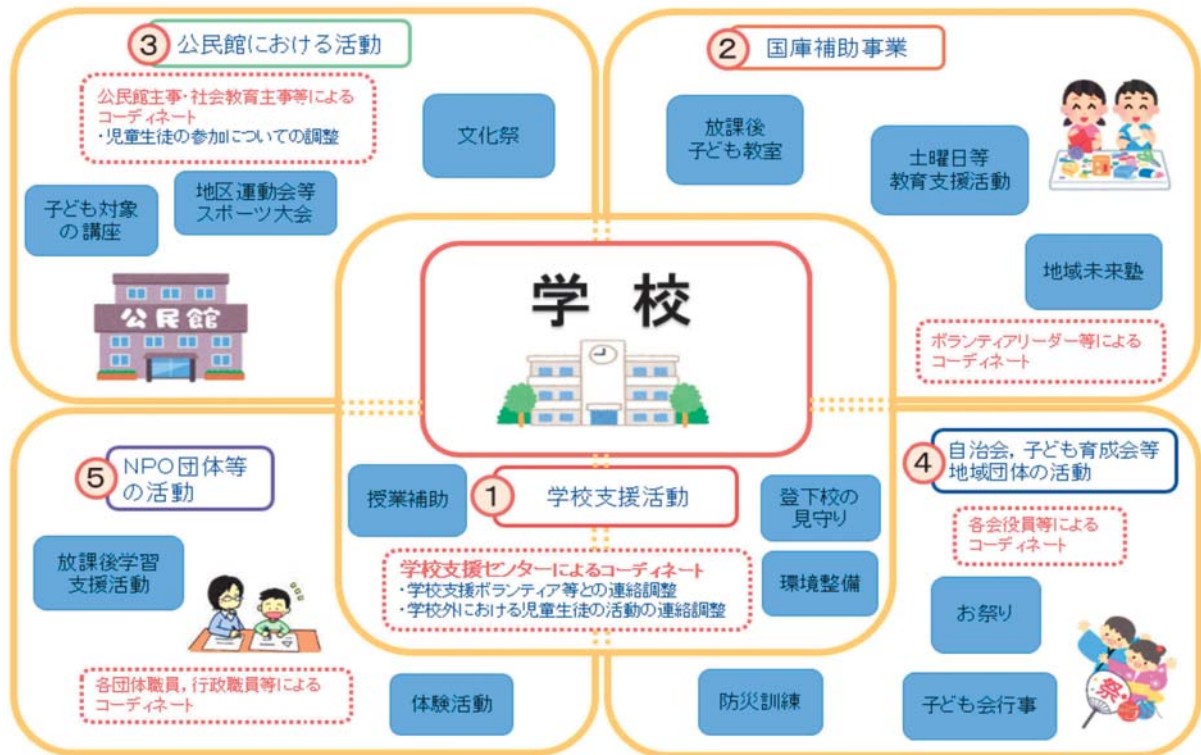 ③ 公民館における活動
公民館主事・社会教育主事等による
コーディネート
・児童生徒の参加についての調整
文化祭
地区運動会等
スポーツ大会
子ども対象
の講座
公民館
② 国庫補助事業
放課後
子ども教室
土曜日等
教育支援活動
地域未来塾
ボランティアリーダー等による
コーディネート
学校
① 学校支援活動
授業補助
登下校の
見守り
環境整備
学校支援センターによるコーディネート
・学校支援ボランティア等との連絡調整
・学校外における児童生徒の活動の連絡調整
⑤ NPO団体等
の活動
放課後学習
支援活動
各団体職員，行政職員等による
コーディネート
体験活動
④ 自治会，子ども育成会等
地域団体の活動
各会役員等による
コーディネート
お祭り
祭
防災訓練
子ども会行事